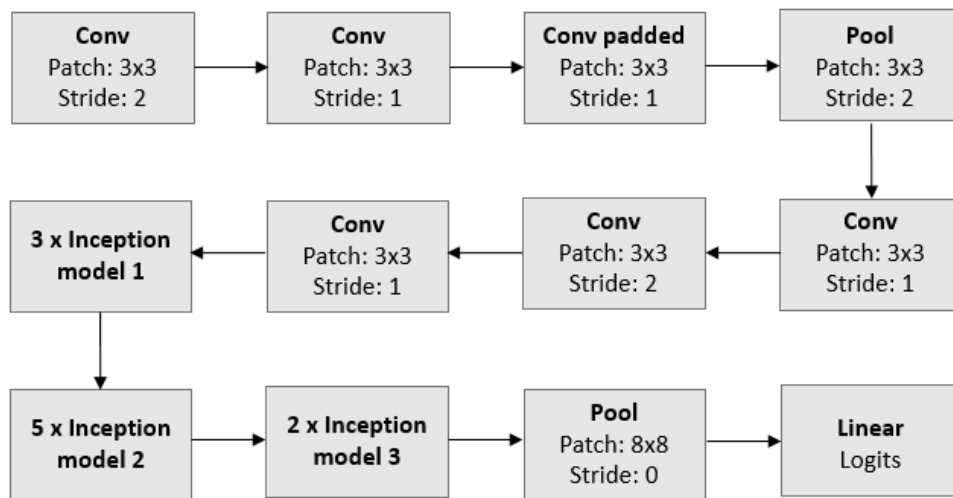 Conv
Patch: 3x3
Stride: 2
Conv
Patch: 3x3
Stride: 1
Conv padded
Patch: 3x3
Stride: 1
Pool
Patch: 3x3
Stride: 2
Conv
Patch: 3x3
Stride: 1
Conv
Patch: 3x3
Stride: 2
Conv
Patch: 3x3
Stride: 1
3 x Inception
model 1
5 x Inception
model 2
2 x Inception
model 3
Pool
Patch: 8x8
Stride: 0
Linear
Logits